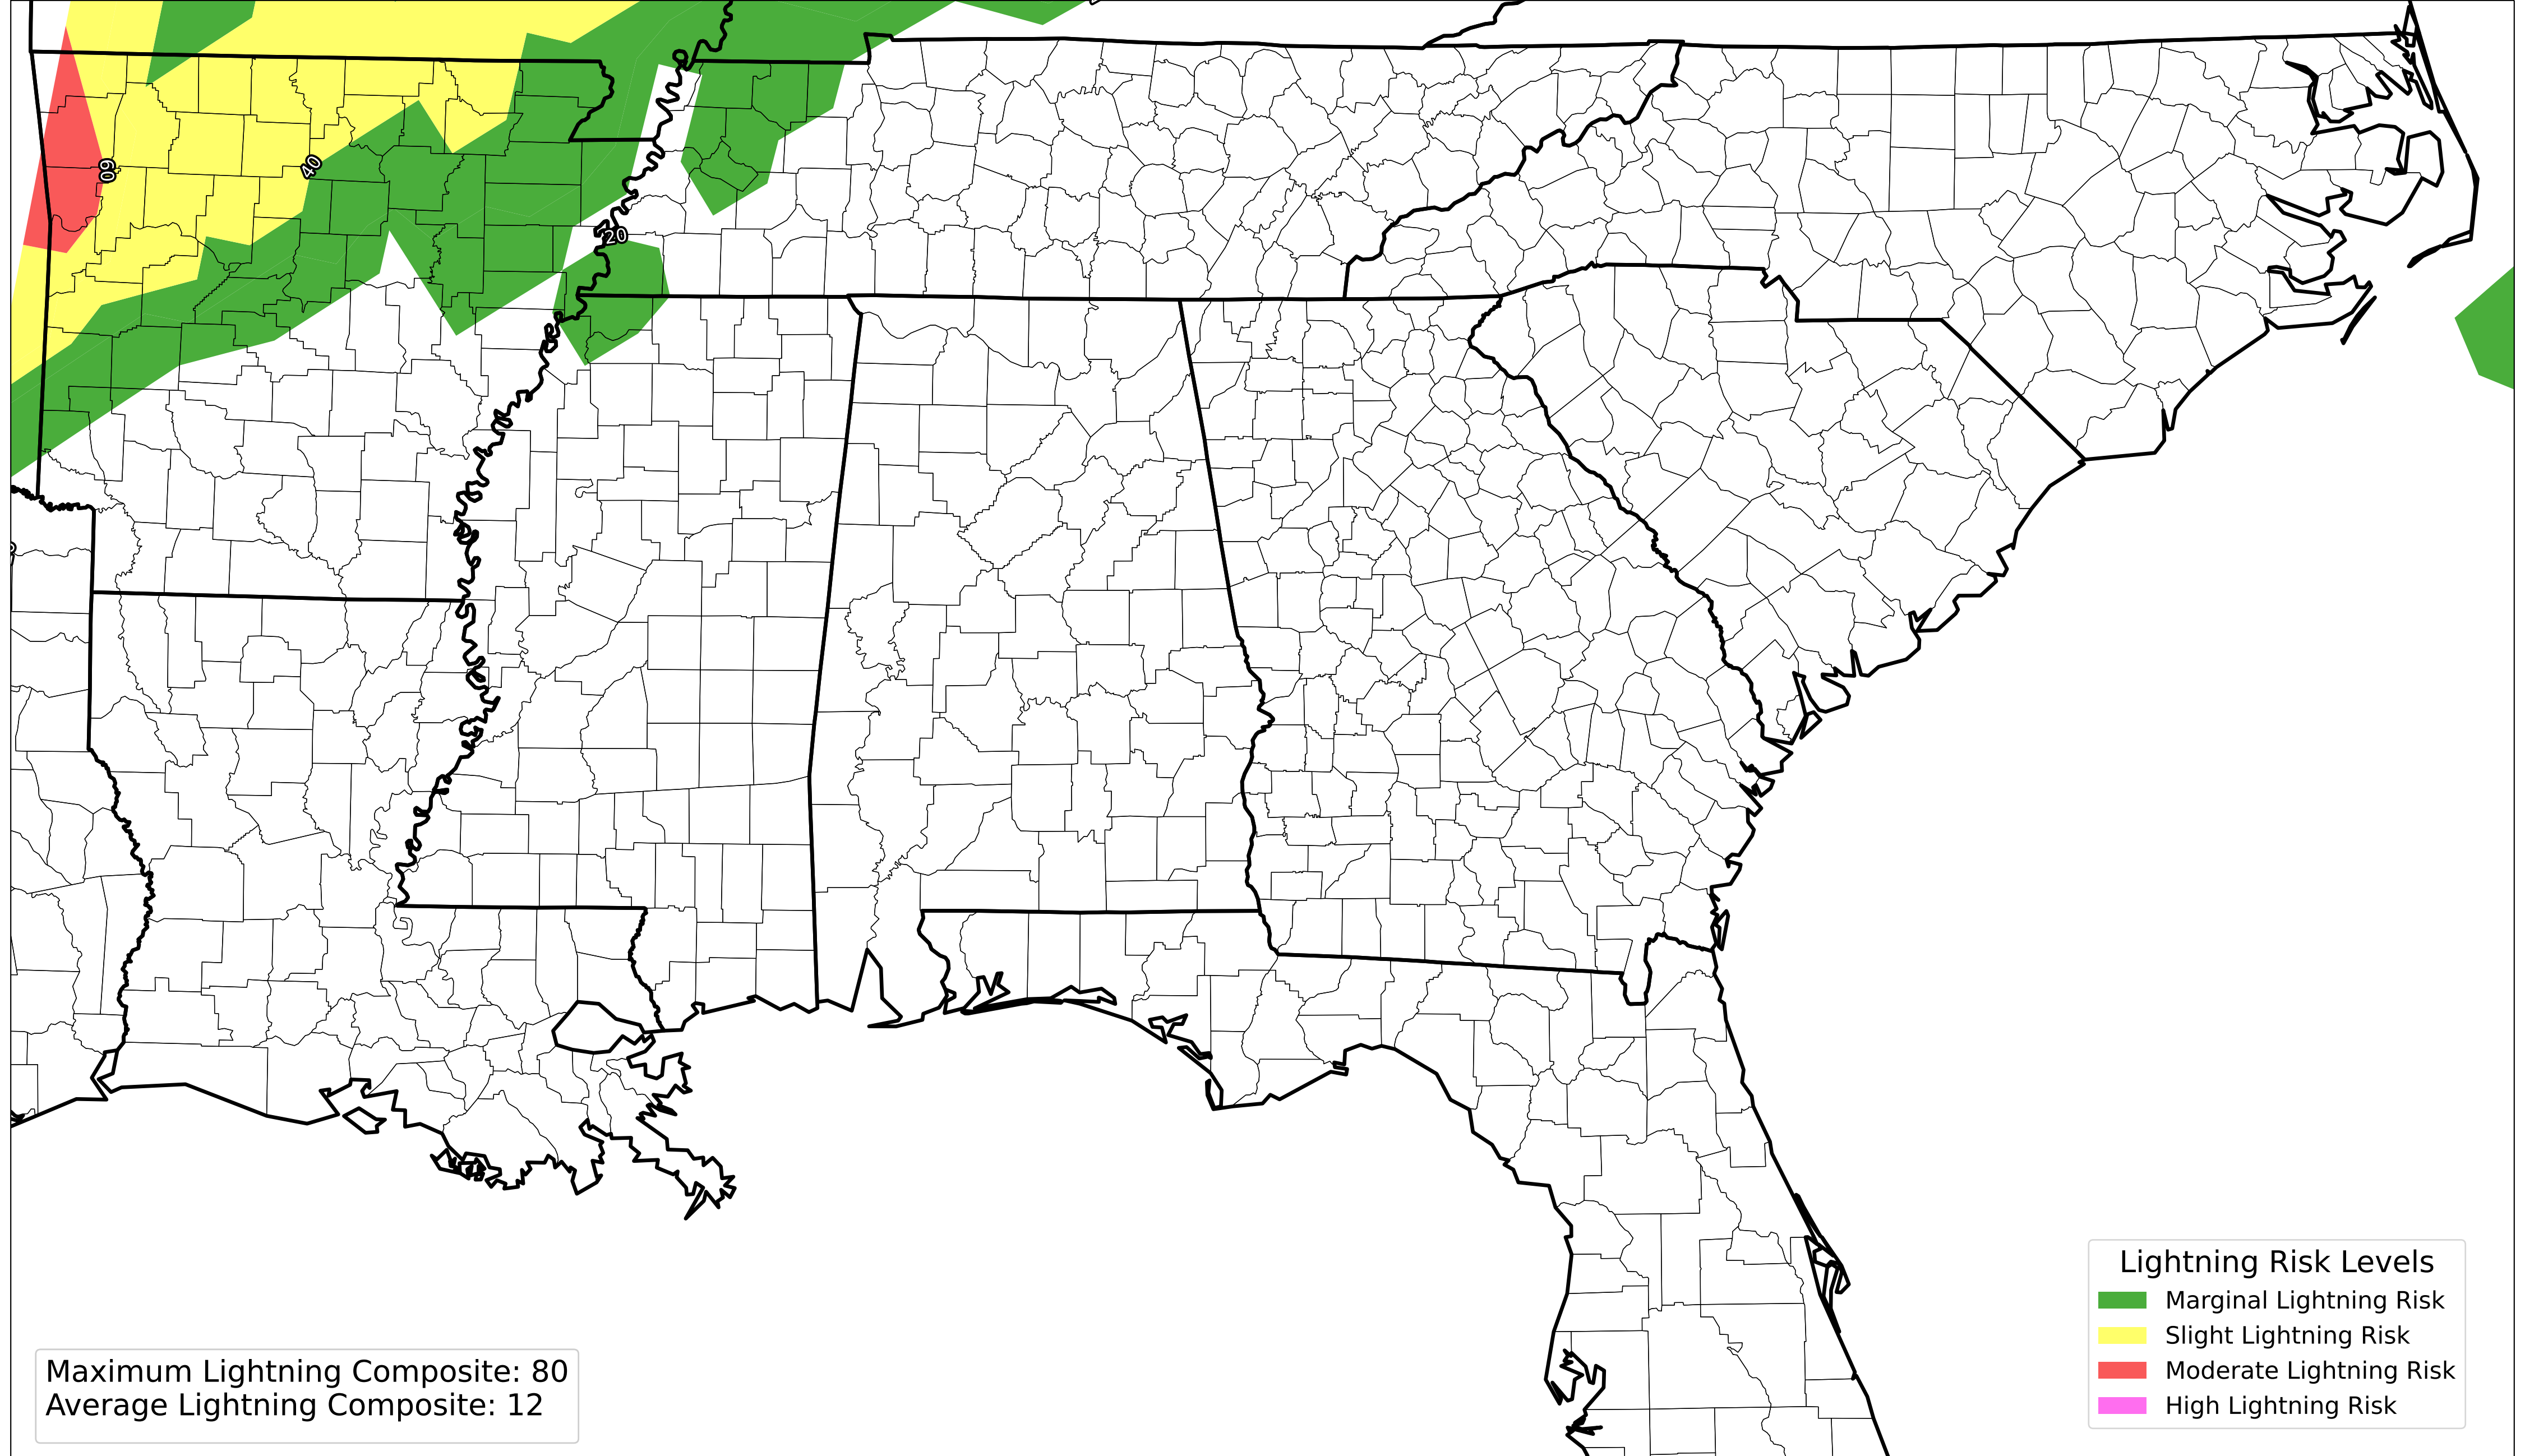 60
40
20
Lightning Risk Levels
Marginal Lightning Risk
Slight Lightning Risk
Moderate Lightning Risk
High Lightning Risk
Maximum Lightning Composite: 80
Average Lightning Composite: 12